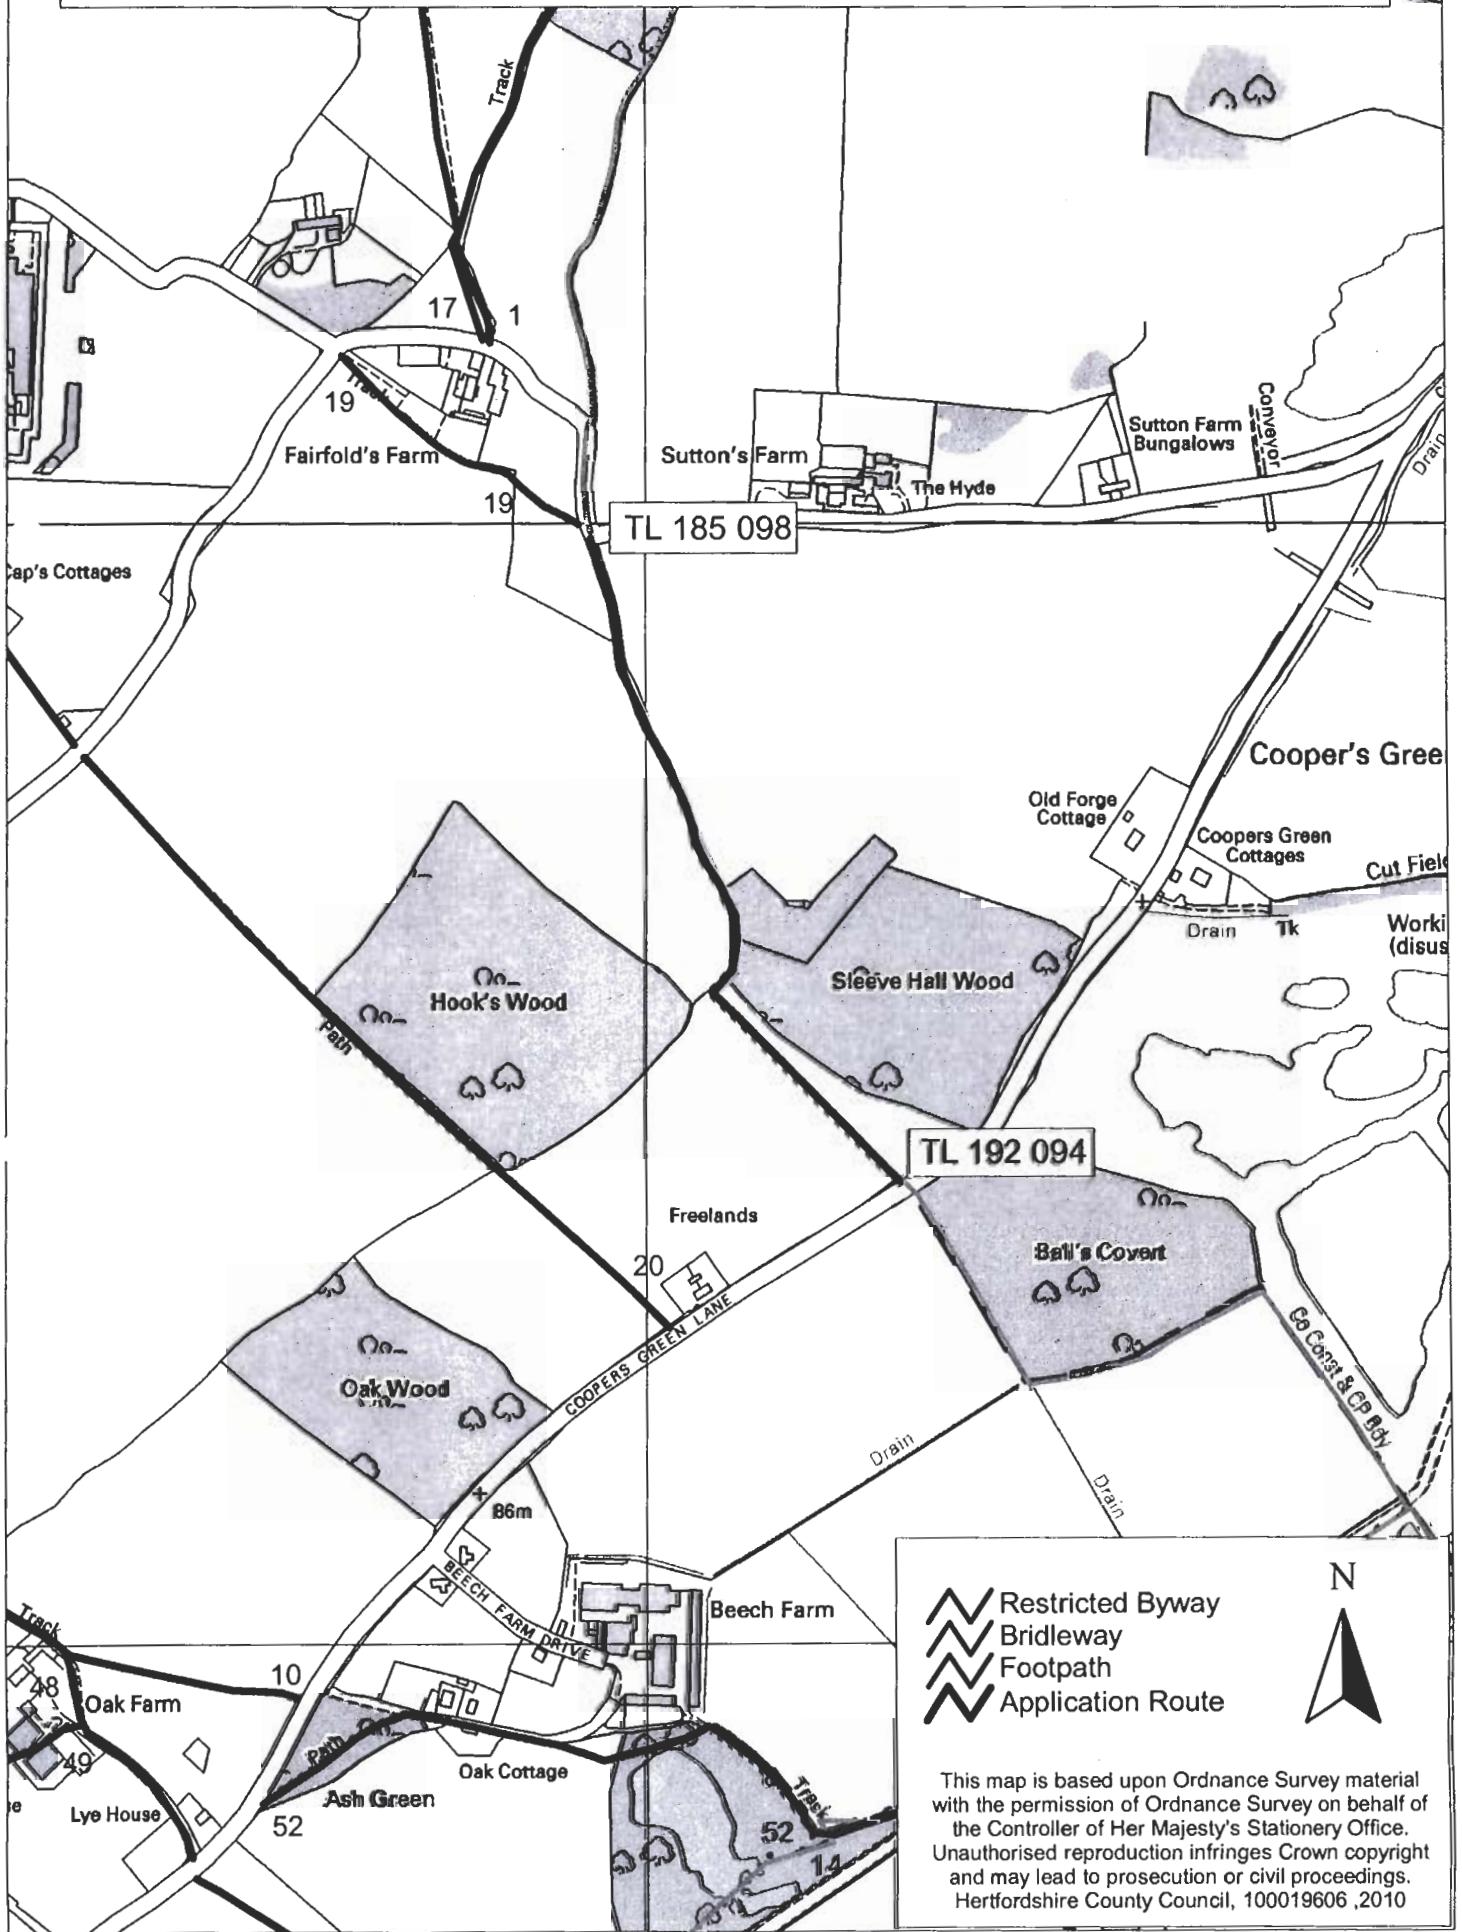 Track
17
1
Track
19
Fairfold's Farm
19
Sutton's Farm
The Hyde
Sutton Farm
Bungalows
Conveyor
Drain
TL 185 098
Cap's Cottages
Cooper's Gree
Old Forge
Cottage
Coopers Green
Cottages
Cut Field
Drain
Tk
Worki
(disus
Hook's Wood
Path
Sleeve Hall Wood
TL 192 094
Freelands
20
Ball's Covert
COOPERS GREEN LANE
Co Const & CP Bdy
Oak Wood
Drain
Drain
86m
BEECH FARM DRIVE
Beech Farm
Track
48
10
Oak Farm
49
Path
Oak Cottage
Ash Green
se
Lye House
52
Track
52
14
N
Restricted Byway
Bridleway
Footpath
Application Route
This map is based upon Ordnance Survey material
with the permission of Ordnance Survey on behalf of
the Controller of Her Majesty's Stationery Office.
Unauthorised reproduction infringes Crown copyright
and may lead to prosecution or civil proceedings.
Hertfordshire County Council, 100019606 ,2010